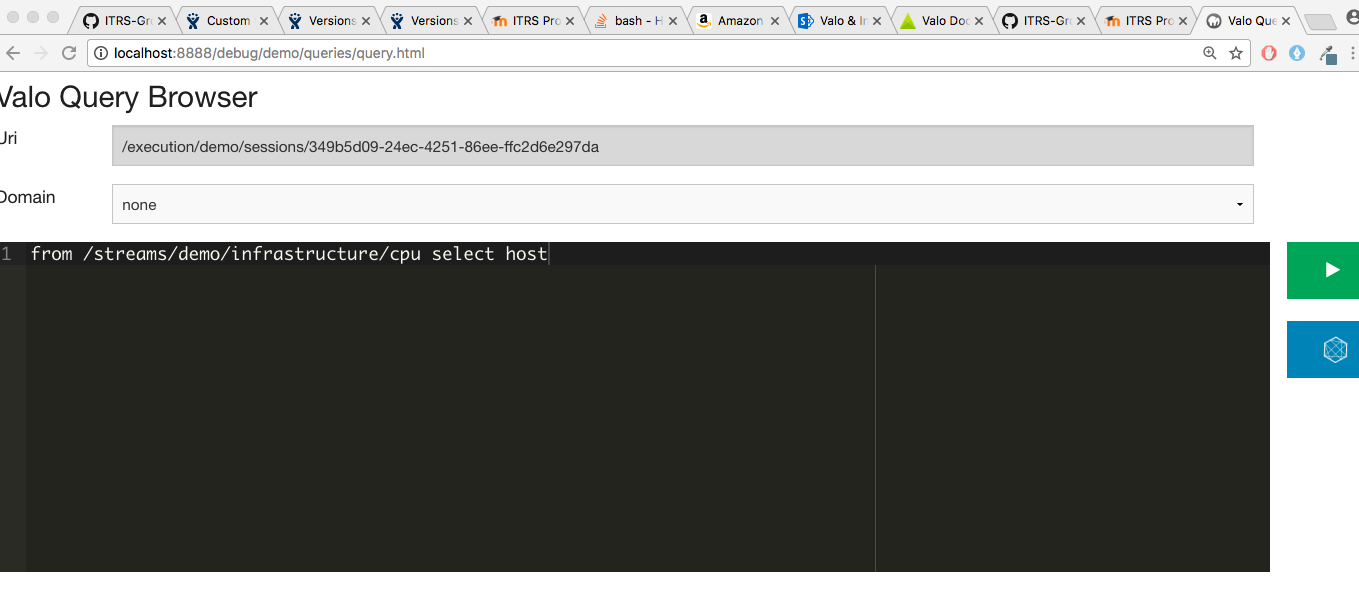 ITRS-Gr Custom Versions Versions ITRS Pro bash - H Amazon Valo & In Valo Doc ITRS-Gr ITRS Pro Valo Que
localhost:8888/debug/demo/queries/query.html
Valo Query Browser
Uri
/execution/demo/sessions/349b5d09-24ec-4251-86ee-ffc2d6e297da
Domain
none
1 from /streams/demo/infrastructure/cpu select host